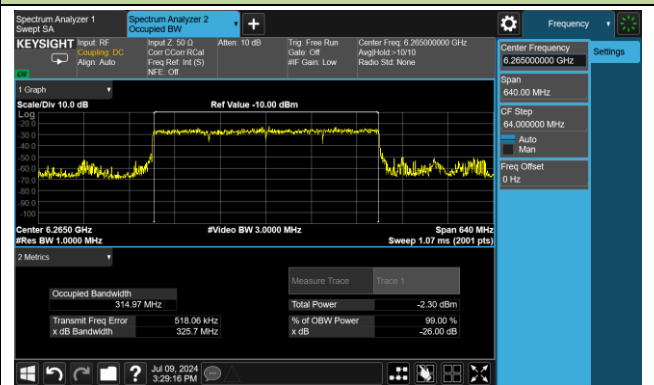 Spectrum Analyzer 1
Swept SA
Spectrum Analyzer 2
Occupied BW
Frequency
KEYSIGHT
Input: RF
Coupling: DC
Align: Auto
Input Z: 50 Ω
Corr CCorr RCal
Freq Ref: Int (S)
NFE: Off
Atten: 10 dB
Trig: Free Run
Gate: Off
#IF Gain: Low
Center Freq: 6.265000000 GHz
Avg|Hold:>10/10
Radio Std: None
LW
Center Frequency
6.265000000 GHz
Settings
Span
640.00 MHz
CF Step
64.000000 MHz
Auto
Man
Freq Offset
0 Hz
1 Graph
Scale/Div 10.0 dB
Ref Value -10.00 dBm
Log
-20.0
-30.0
-40.0
-50.0
-60.0
-70.0
-80.0
-90.0
-100
Center 6.2650 GHz
#Video BW 3.0000 MHz
Span 640 MHz
#Res BW 1.0000 MHz
Sweep 1.07 ms (2001 pts)
2 Metrics
Measure Trace
Trace 1
Occupied Bandwidth
314.97 MHz
Total Power
-2.30 dBm
Transmit Freq Error
518.06 kHz
% of OBW Power
99.00 %
x dB Bandwidth
325.7 MHz
x dB
-26.00 dB
?
Jul 09, 2024
3:29:16 PM